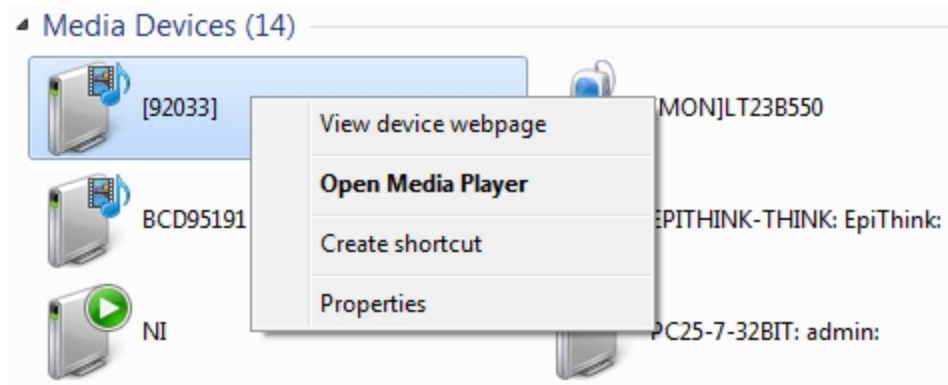 Media Devices (14)
[92033]
MON]LT23B550
View device webpage
Open Media Player
BCD95191
EPITHINK-THINK: EpiThink:
Create shortcut
Properties
NI
PC25-7-32BIT: admin: